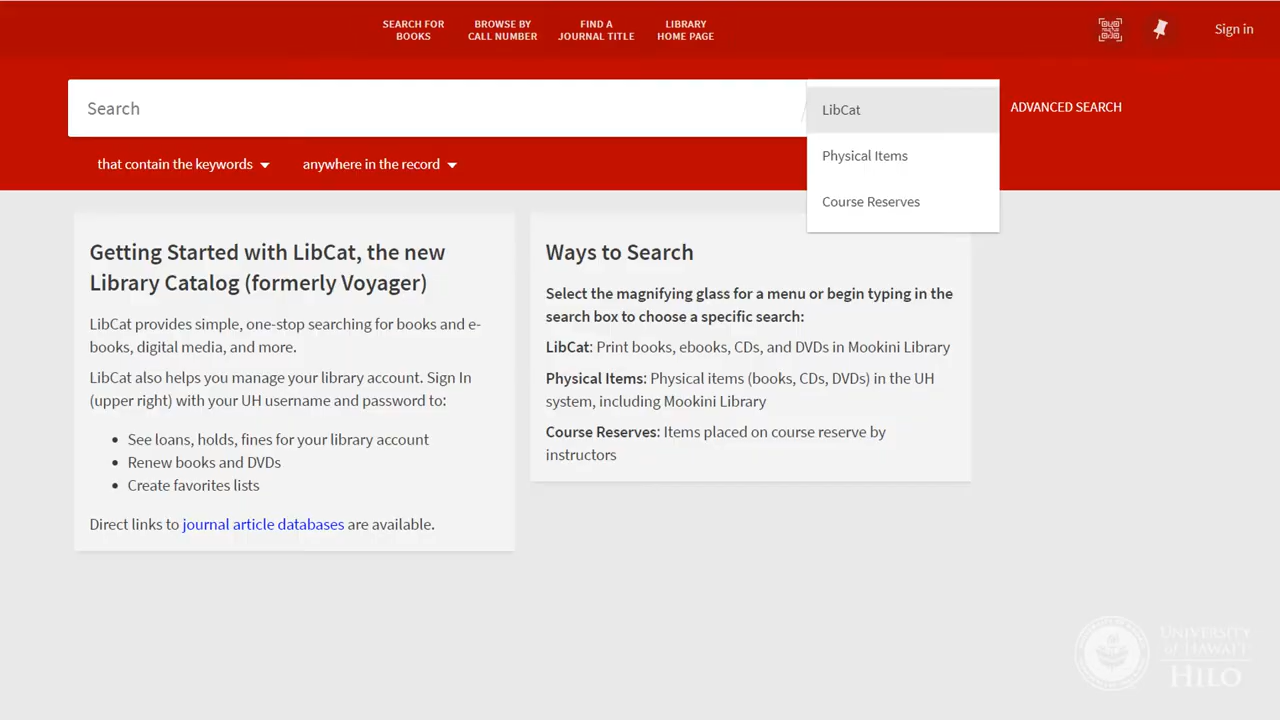 SEARCH FOR
BOOKS
BROWSE BY
CALL NUMBER
FIND A
JOURNAL TITLE
LIBRARY
HOME PAGE
Sign in
Search
LibCat
Physical Items
Course Reserves
ADVANCED SEARCH
that contain the keywords
anywhere in the record
Getting Started with LibCat, the new
Library Catalog (formerly Voyager)
LibCat provides simple, one-stop searching for books and e-
books, digital media, and more.
LibCat also helps you manage your library account. Sign In
(upper right) with your UH username and password to:
• See loans, holds, fines for your library account
• Renew books and DVDs
• Create favorites lists
Direct links to journal article databases are available.
Ways to Search
Select the magnifying glass for a menu or begin typing in the
search box to choose a specific search:
LibCat: Print books, ebooks, CDs, and DVDs in Mookini Library
Physical Items: Physical items (books, CDs, DVDs) in the UH
system, including Mookini Library
Course Reserves: Items placed on course reserve by
instructors
UNIVERSITY
OF HAWAIʻI
HILO